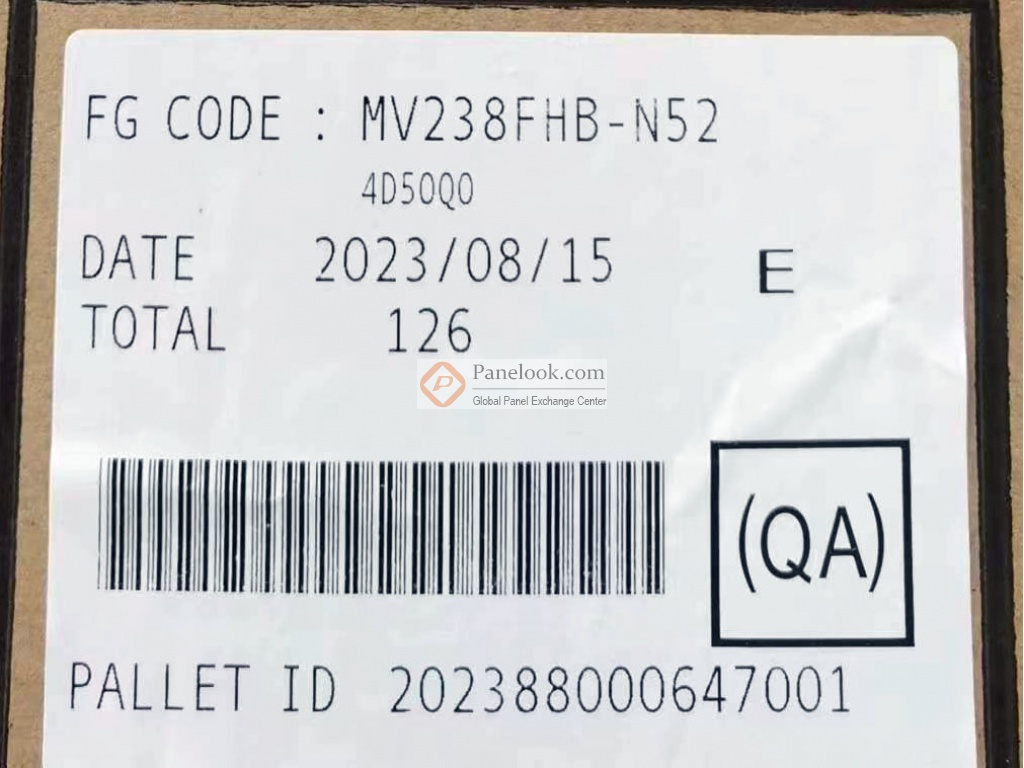 FG CODE : MV238FHB-N52
4D50Q0
DATE 2023/08/15 E
TOTAL 126
Panelook.com
Global Panel Exchange Center
(QA)
PALLET ID 202388000647001